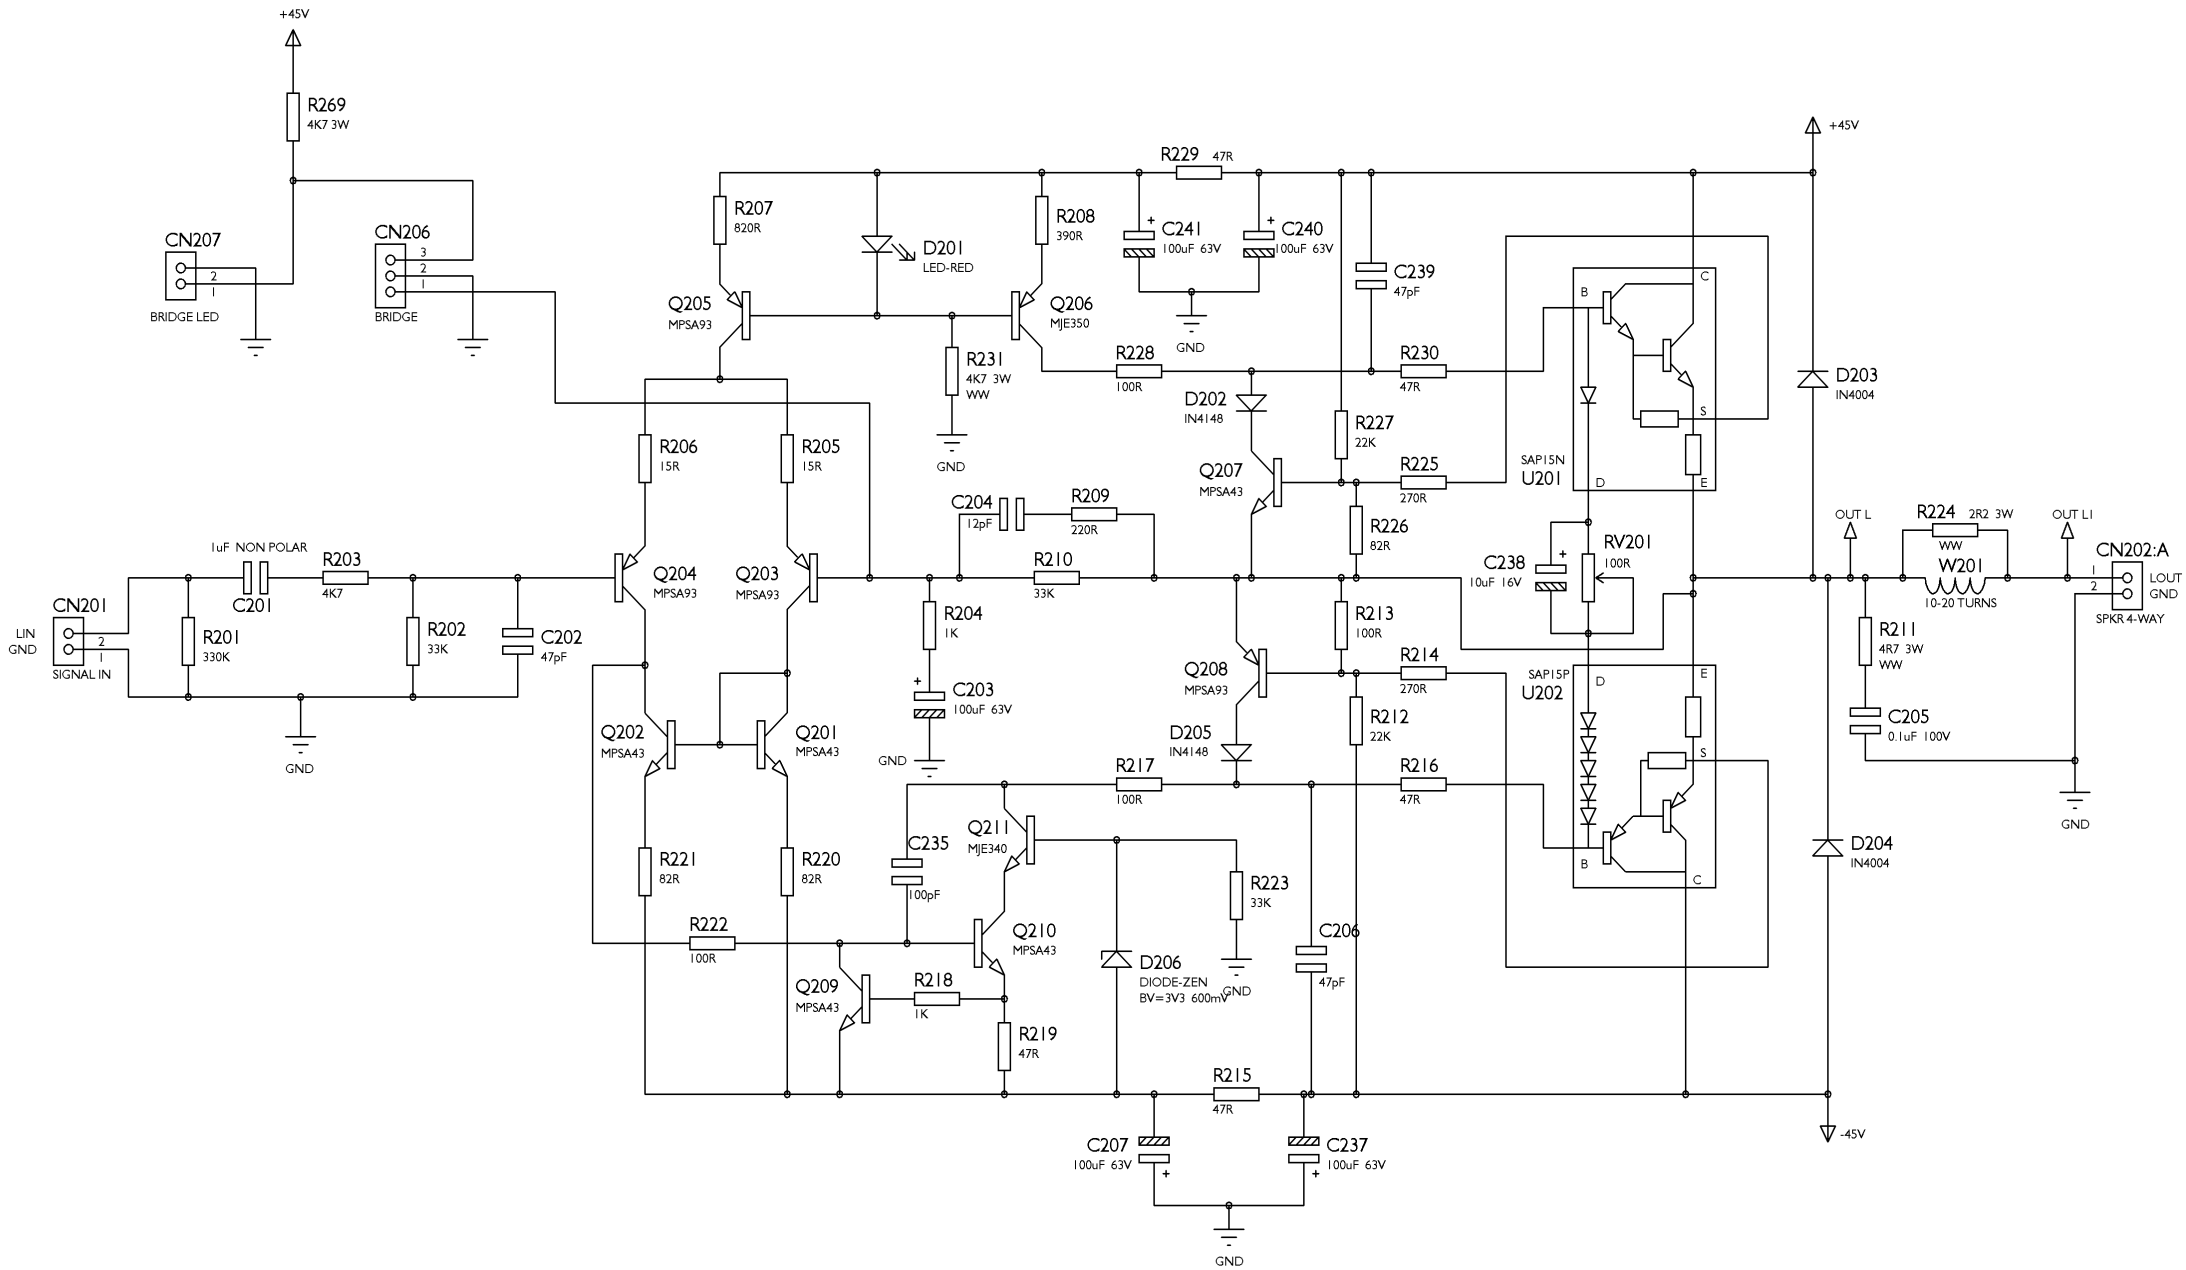 +45V
R269
4K7 3W
+45V
R229 47R
R207
820R
R208
390R
C241
100uF 63V
+
C240
100uF 63V
+
D201
LED-RED
CN207
2
1
BRIDGE LED
CN206
3
2
1
BRIDGE
C239
47pF
C
B
Q205
MPSA93
Q206
MJE350
GND
R231
4K7 3W
WW
GND
R228
100R
R230
47R
D202
IN4148
D203
IN4004
S
R227
22K
R206
15R
R205
15R
Q207
MPSA43
R225
270R
SAP15N
U201
D
E
C204
12pF
R209
220R
R226
82R
OUT L
R224 2R2 3W
WW
OUT L1
1uF NON POLAR
C201
R203
4K7
Q204
MPSA93
Q203
MPSA93
R210
33K
C238
10uF 16V
+
RV201
100R
W201
10-20 TURNS
CN202:A
1
2
LOUT
GND
SPKR 4-WAY
CN201
LIN
GND
2
1
SIGNAL IN
R201
330K
R202
33K
C202
47pF
R204
1K
R213
100R
R211
4R7 3W
WW
Q208
MPSA93
R214
270R
SAP15P
U202
D
E
+
C203
100uF 63V
GND
R212
22K
C205
0.1uF 100V
GND
Q202
MPSA43
Q201
MPSA43
D205
IN4148
S
GND
R217
100R
R216
47R
Q211
MJE340
C235
100pF
R221
82R
R220
82R
B
C
D204
IN4004
R223
33K
GND
R222
100R
Q210
MPSA43
C206
47pF
D206
DIODE-ZEN
BV=3V3 600mV
Q209
MPSA43
R218
1K
R219
47R
R215
47R
-45V
C207
100uF 63V
+
C237
100uF 63V
+
GND